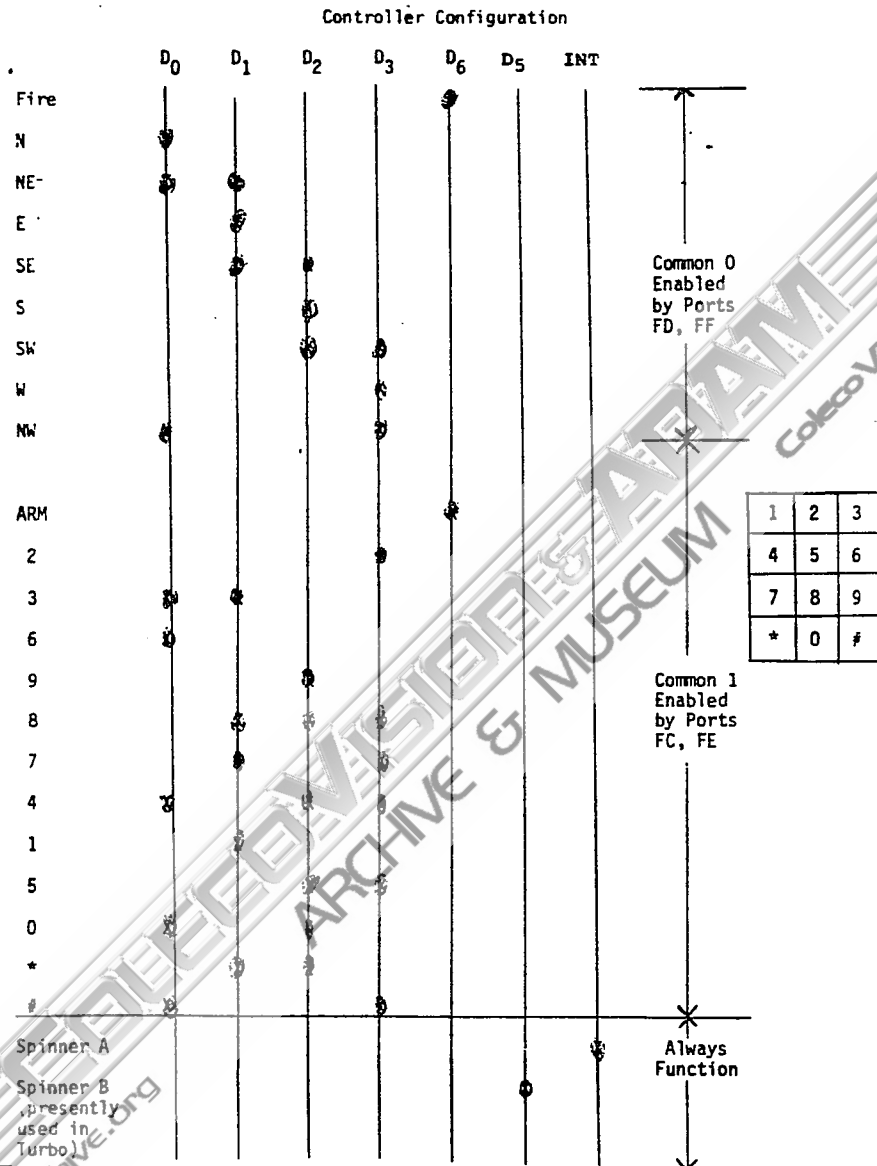 Controller Configuration
D0 D1 D2 D3 D6 D5 INT
Fire
N
NE-
E
SE
S
SW
W
NW
Common 0
Enabled
by Ports
FD, FF
ARM
2
3
6
9
8
7
4
1
5
0
*
#
1 2 3
4 5 6
7 8 9
* 0 #
Common 1
Enabled
by Ports
FC, FE
Spinner A
Spinner B
(presently
used in
Turbo)
Always
Function
COLECOVISION & ADAM
ARCHIVE & MUSEUM